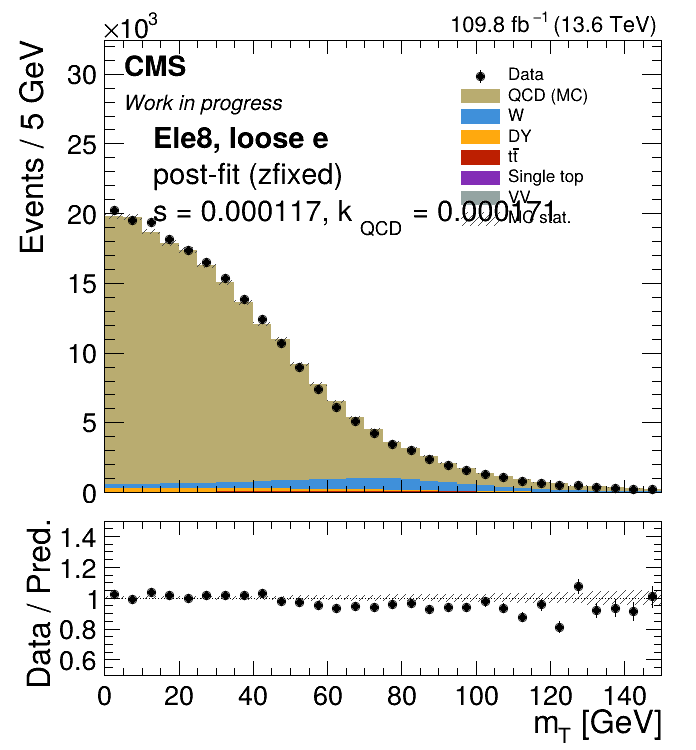 ×10³
109.8 fb⁻¹ (13.6 TeV)
Events / 5 GeV
CMS
Work in progress
Ele8, loose e
post-fit (zfixed)
s = 0.000117, k QCD = 0.000171
Data
QCD (MC)
W
DY
tt̄
Single top
VV
MC stat.
30
25
20
15
10
5
0
Data / Pred.
1.4
1.2
1
0.8
0.6
0 20 40 60 80 100 120 140
m_T [GeV]